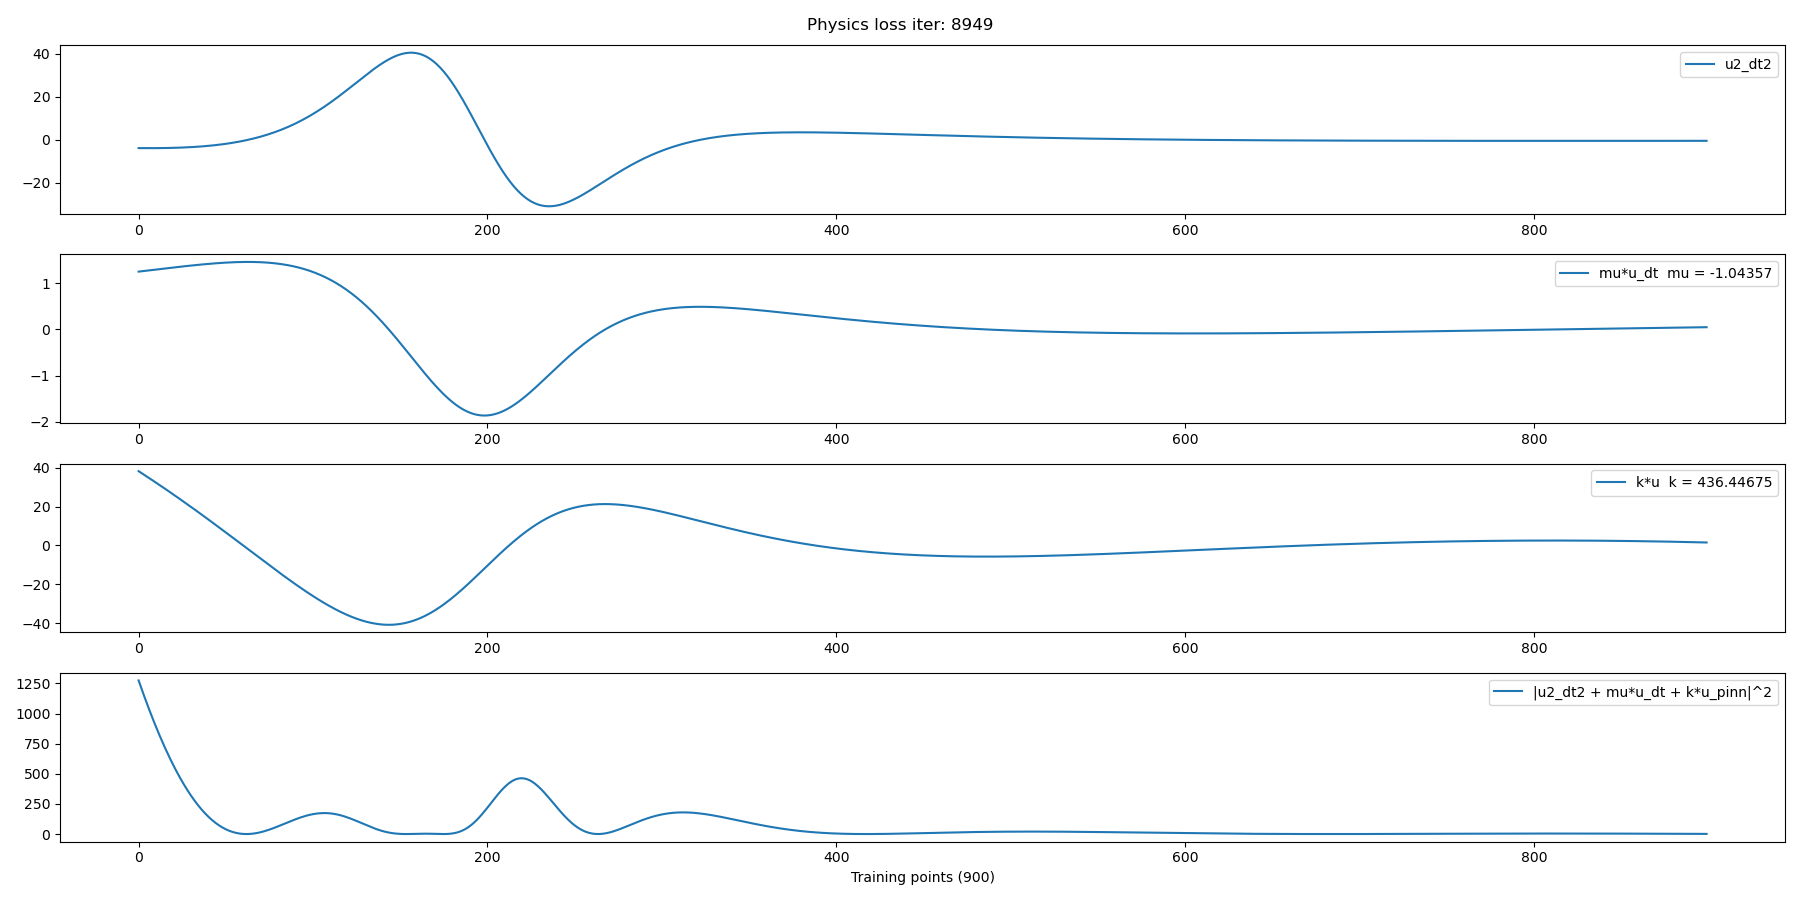 Physics loss iter: 8949
40
20
0
−20
u2_dt2
0 200 400 600 800
1
0
−1
−2
mu*u_dt  mu = -1.04357
0 200 400 600 800
40
20
0
−20
−40
k*u  k = 436.44675
0 200 400 600 800
1250
1000
750
500
250
0
|u2_dt2 + mu*u_dt + k*u_pinn|^2
0 200 400 600 800
Training points (900)